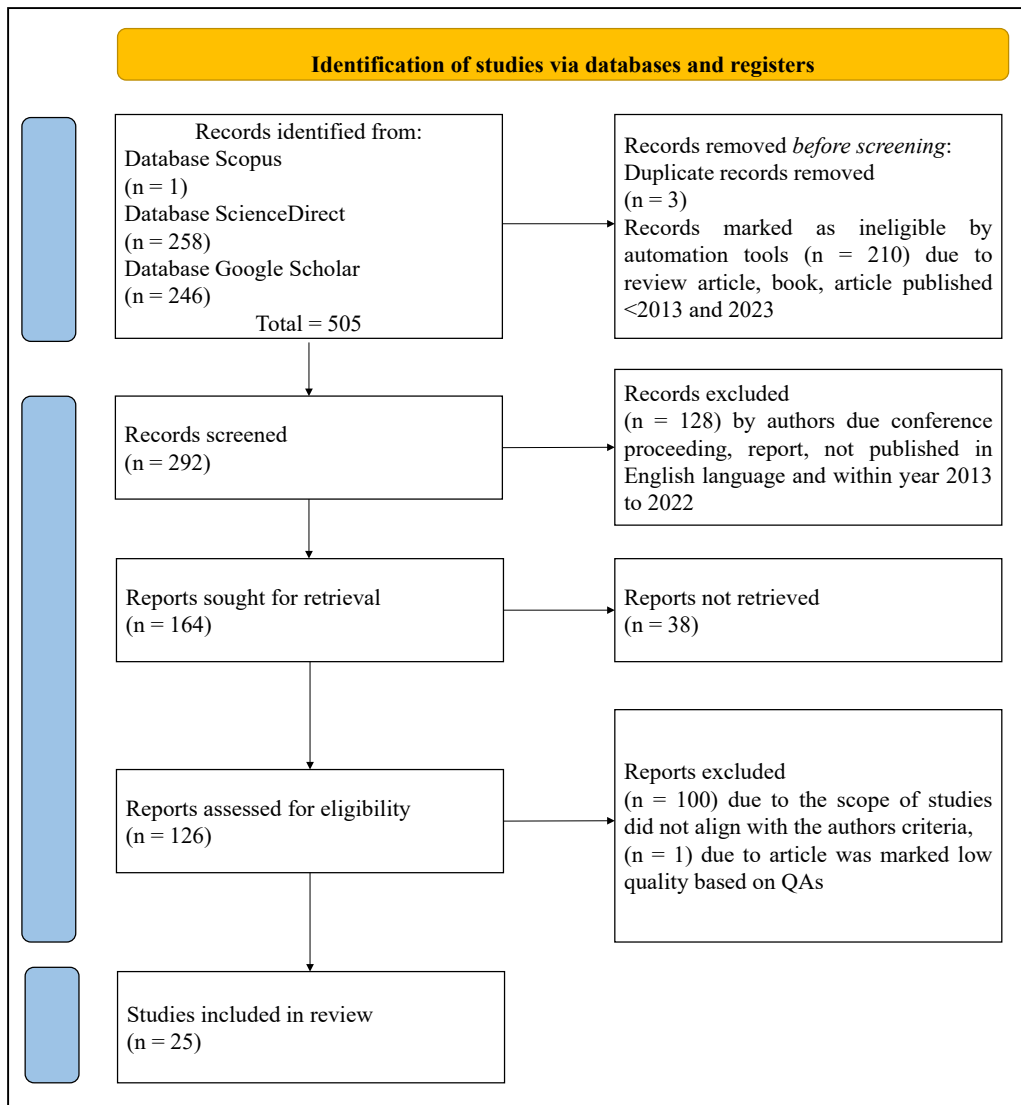 Identification of studies via databases and registers
Records identified from:
Database Scopus
(n = 1)
Database ScienceDirect
(n = 258)
Database Google Scholar
(n = 246)
Total = 505
Records removed before screening:
Duplicate records removed
(n = 3)
Records marked as ineligible by
automation tools (n = 210) due to
review article, book, article published
<2013 and 2023
Records screened
(n = 292)
Records excluded
(n = 128) by authors due conference
proceeding, report, not published in
English language and within year 2013
to 2022
Reports sought for retrieval
(n = 164)
Reports not retrieved
(n = 38)
Reports assessed for eligibility
(n = 126)
Reports excluded
(n = 100) due to the scope of studies
did not align with the authors criteria,
(n = 1) due to article was marked low
quality based on QAs
Studies included in review
(n = 25)